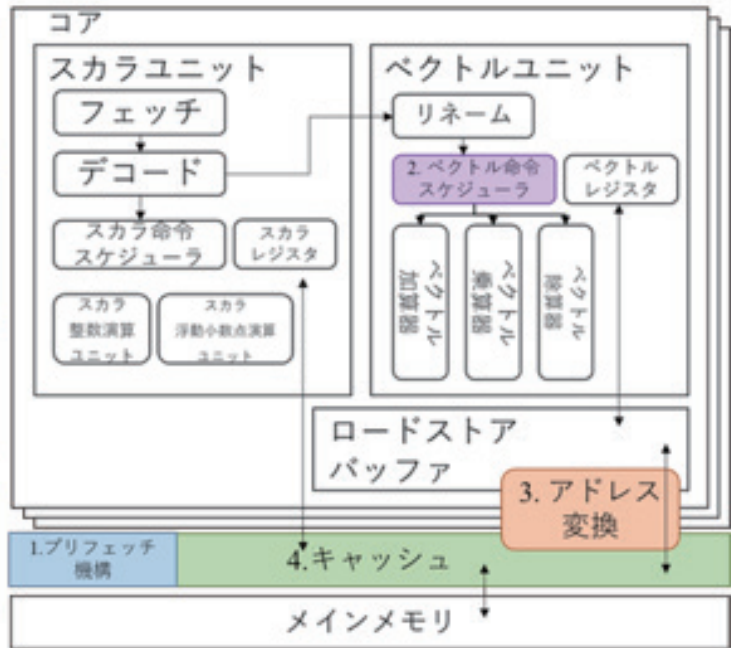 コア
スカラユニット
フェッチ
デコード
スカラ命令
スケジューラ
スカラ
レジスタ
スカラ
整数演算
ユニット
スカラ
浮動小数点演算
ユニット
ベクトルユニット
リネーム
2. ベクトル命令
スケジューラ
ベクトル
レジスタ
ベクトル
加算器
ベクトル
乗算器
ベクトル
除算器
ロードストア
バッファ
3. アドレス
変換
1.プリフェッチ
機構
4.キャッシュ
メインメモリ